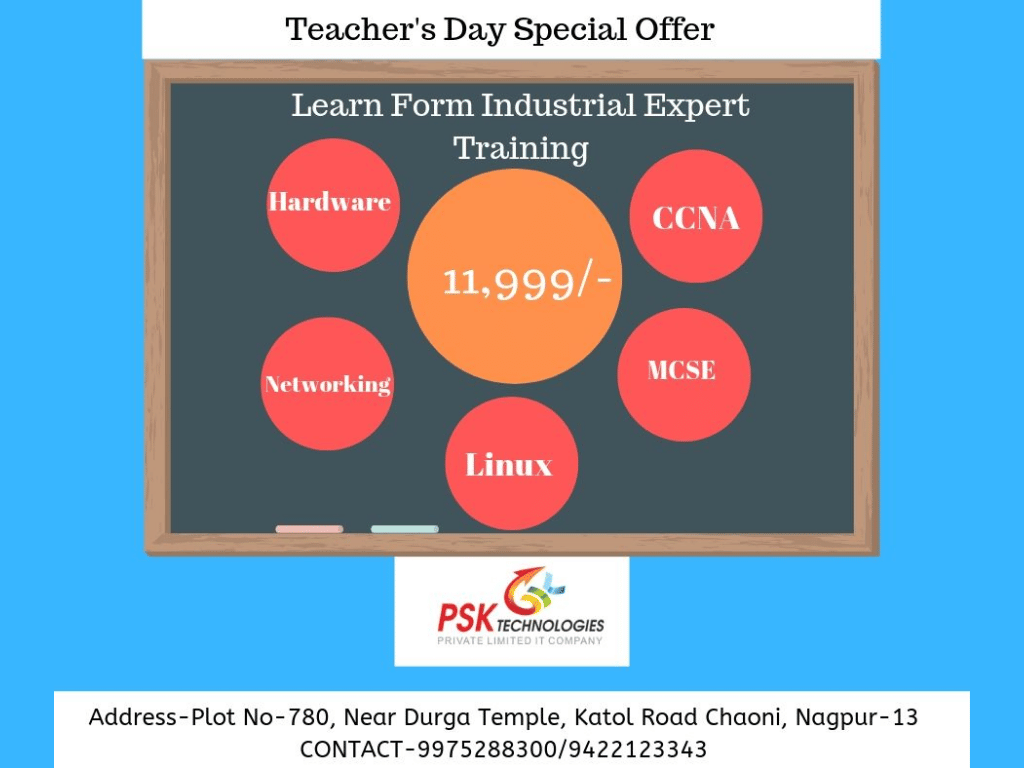 Teacher's Day Special Offer
Learn Form Industrial Expert
Training
Hardware
CCNA
11,999/-
Networking
MCSE
Linux
PSK TECHNOLOGIES
PRIVATE LIMITED IT COMPANY
Address-Plot No-780, Near Durga Temple, Katol Road Chaoni, Nagpur-13
CONTACT-9975288300/9422123343